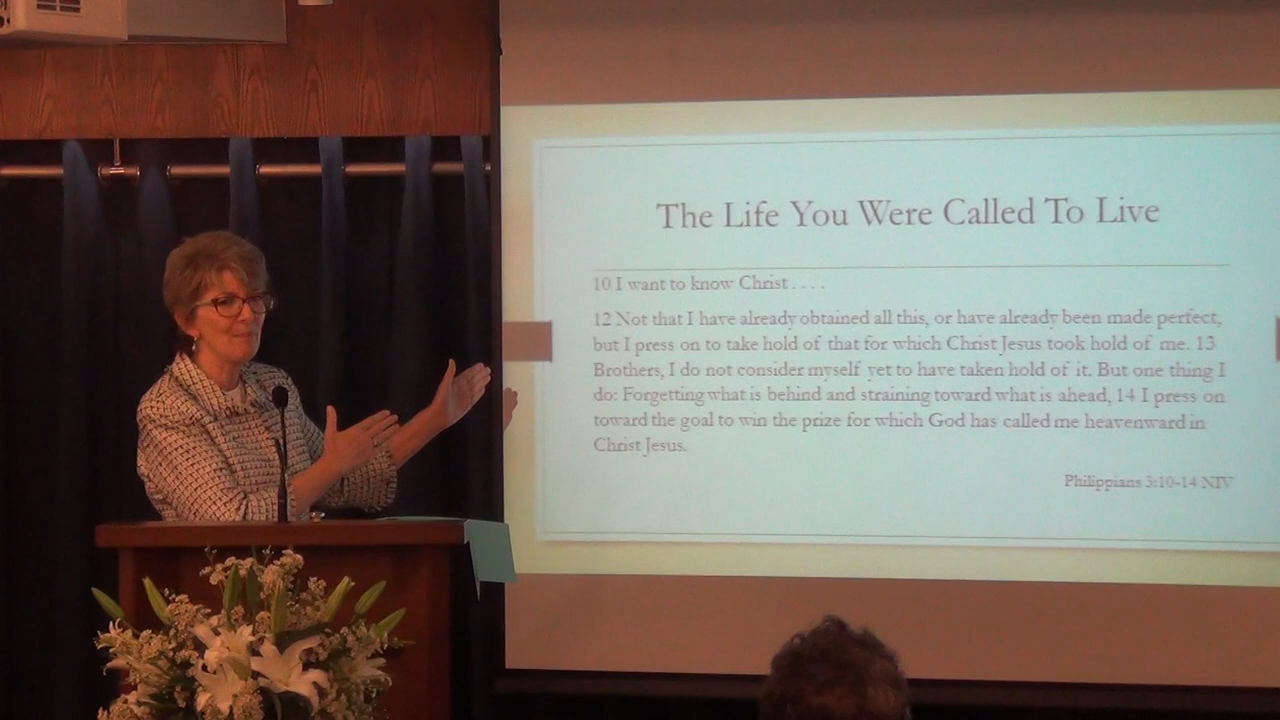 The Life You Were Called To Live
10 I want to know Christ . . . .
12 Not that I have already obtained all this, or have already been made perfect,
but I press on to take hold of that for which Christ Jesus took hold of me. 13
Brothers, I do not consider myself yet to have taken hold of it. But one thing I
do: Forgetting what is behind and straining toward what is ahead, 14 I press on
toward the goal to win the prize for which God has called me heavenward in
Christ Jesus.
Philippians 3:10-14 NIV